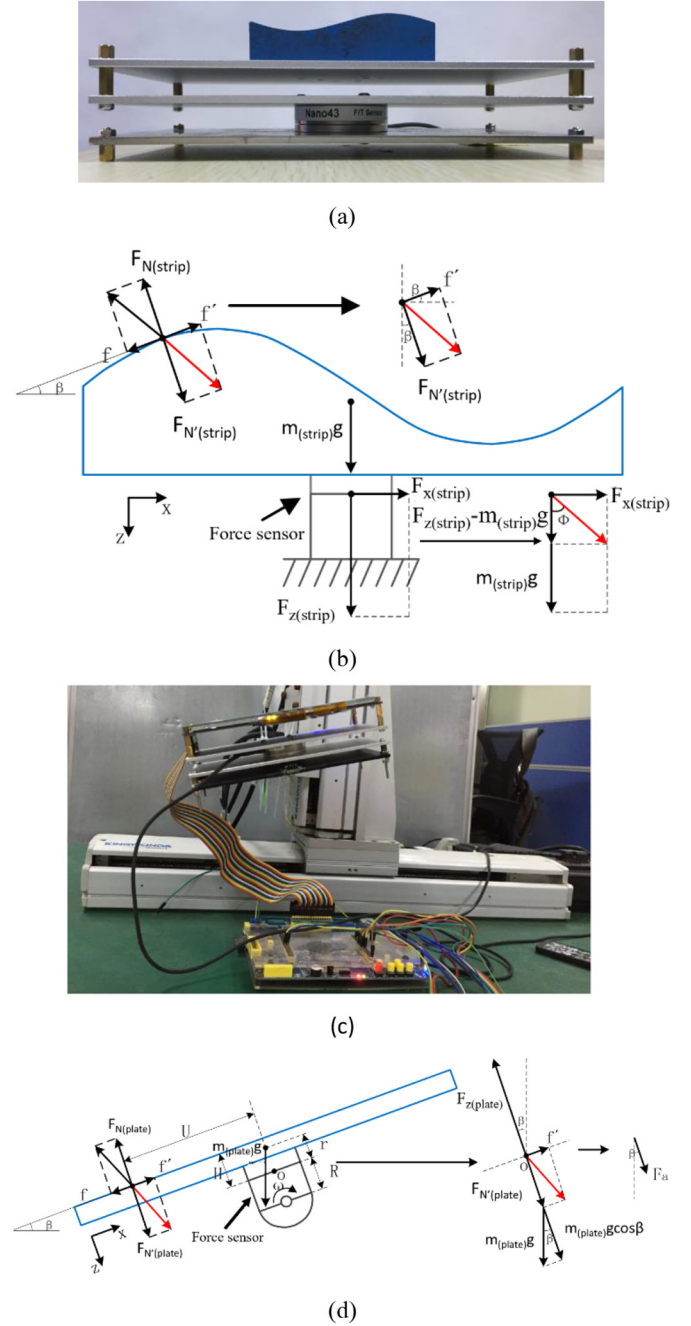 Nano43 F/T Sensor
(a)
F_N(strip)
f
f′
F_N′(strip)
β
β
β
f′
F_N′(strip)
m_(strip)g
X
Z
Force sensor
F_x(strip)
F_z(strip)-m_(strip)g
F_z(strip)
F_x(strip)
Φ
m_(strip)g
(b)
(c)
F_N(plate)
U
f
f′
F_N′(plate)
β
x
z
m_(plate)g
H
O
ω
r
R
Force sensor
F_z(plate)
β
f′
O
F_N′(plate)
m_(plate)g
β
m_(plate)gcosβ
β
F_a
(d)